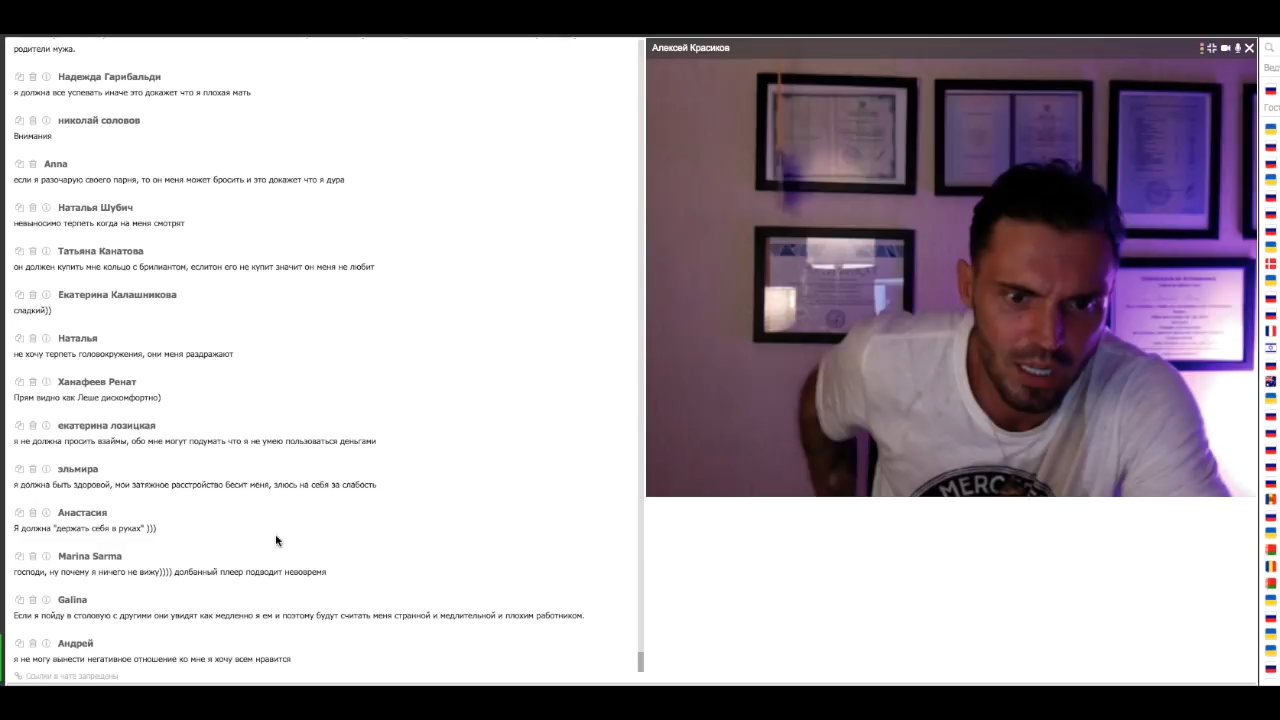 родители мужа.
Надежда Гарибальди
я должна все успевать иначе это докажет что я плохая мать
николай соловов
Внимания
Anna
если я разочарую своего парня, то он меня может бросить и это докажет что я дура
Наталья Шубич
невыносимо терпеть когда на меня смотрят
Татьяна Канатова
он должен купить мне кольцо с брилиантом, еслитон его не купит значит он меня не любит
Екатерина Калашникова
сладкий))
Наталья
не хочу терпеть головокружения, они меня раздражают
Ханафеев Ренат
Прям видно как Леше дискомфортно)
екатерина лозицкая
я не должна просить взаймы, обо мне могут подумать что я не умею пользоваться деньгами
эльмира
я должна быть здоровой, мои затяжное расстройство бесит меня, злюсь на себя за слабость
Анастасия
Я должна "держать себя в руках" )))
Marina Sarma
господи, ну почему я ничего не вижу)))) долбанный плеер подводит невовремя
Galina
Если я пойду в столовую с другими они увидят как медленно я ем и поэтому будут считать меня странной и медлительной и плохим работником.
Андрей
я не могу вынести негативное отношение ко мне я хочу всем нравится
Ссылки в чате запрещены
Алексей Красиков
MERC
Вед
Гост